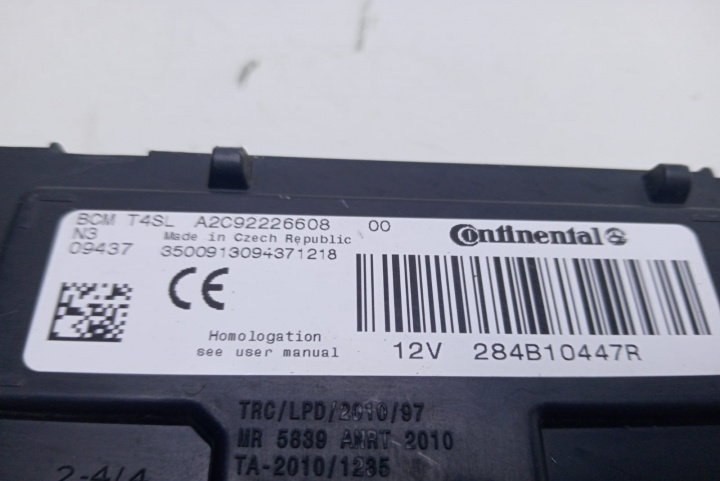 BCM T4SL A2C92226608 00
N3 Made in Czech Republic
09437 3500913094371218
Continental
Homologation
see user manual
12V 284B10447R
TRC/LPD/2010/97
MR 5839 ANRT 2010
TA-2010/1235